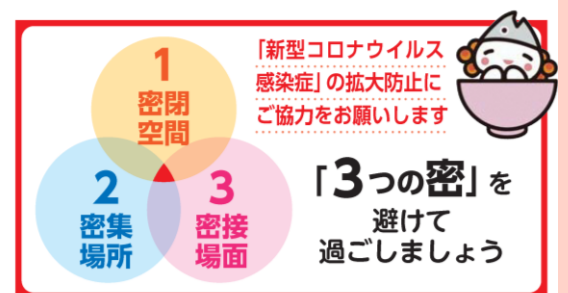 1
密閉
空間
2
密集
場所
3
密接
場面
「新型コロナウイルス
感染症」の拡大防止に
ご協力をお願いします
「3つの密」を
避けて
過ごしましょう